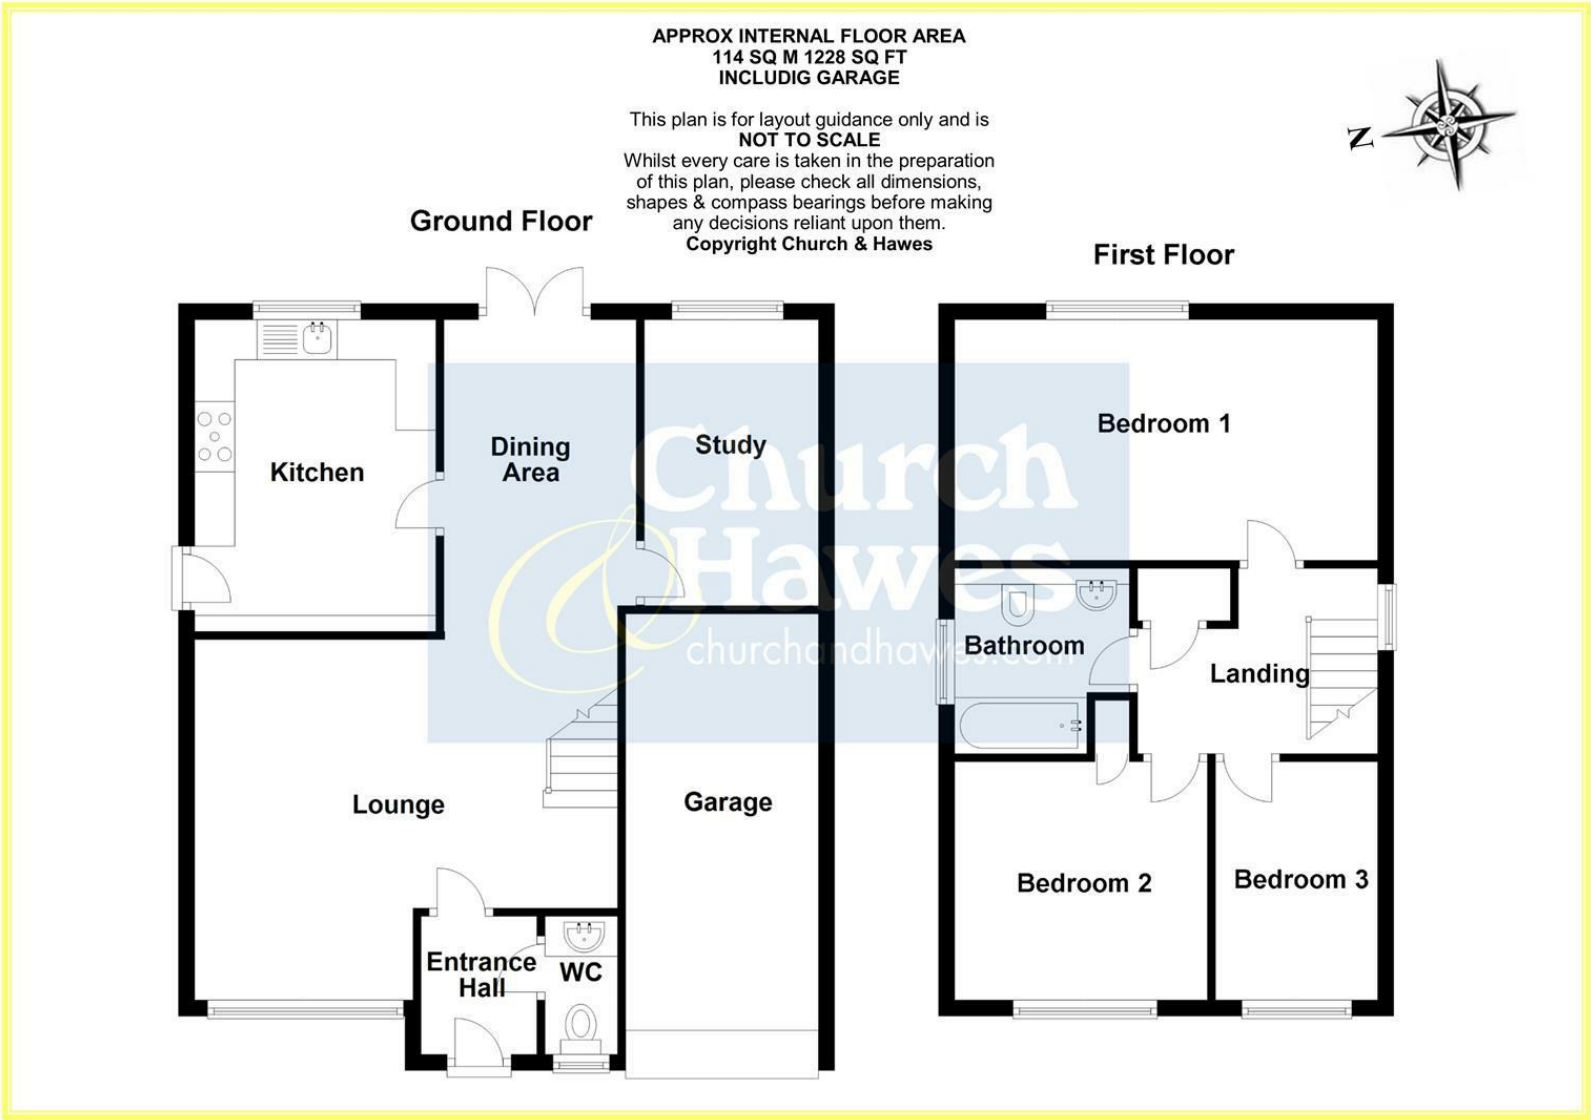 APPROX INTERNAL FLOOR AREA
114 SQ M 1228 SQ FT
INCLUDIG GARAGE
This plan is for layout guidance only and is
NOT TO SCALE
Whilst every care is taken in the preparation
of this plan, please check all dimensions,
shapes & compass bearings before making
any decisions reliant upon them.
Copyright Church & Hawes
N
Ground Floor
First Floor
Kitchen
Dining
Area
Study
Lounge
Garage
Entrance
Hall
WC
Bedroom 1
Bathroom
Landing
Bedroom 2
Bedroom 3
Church
& Hawes
churchandhawes.com